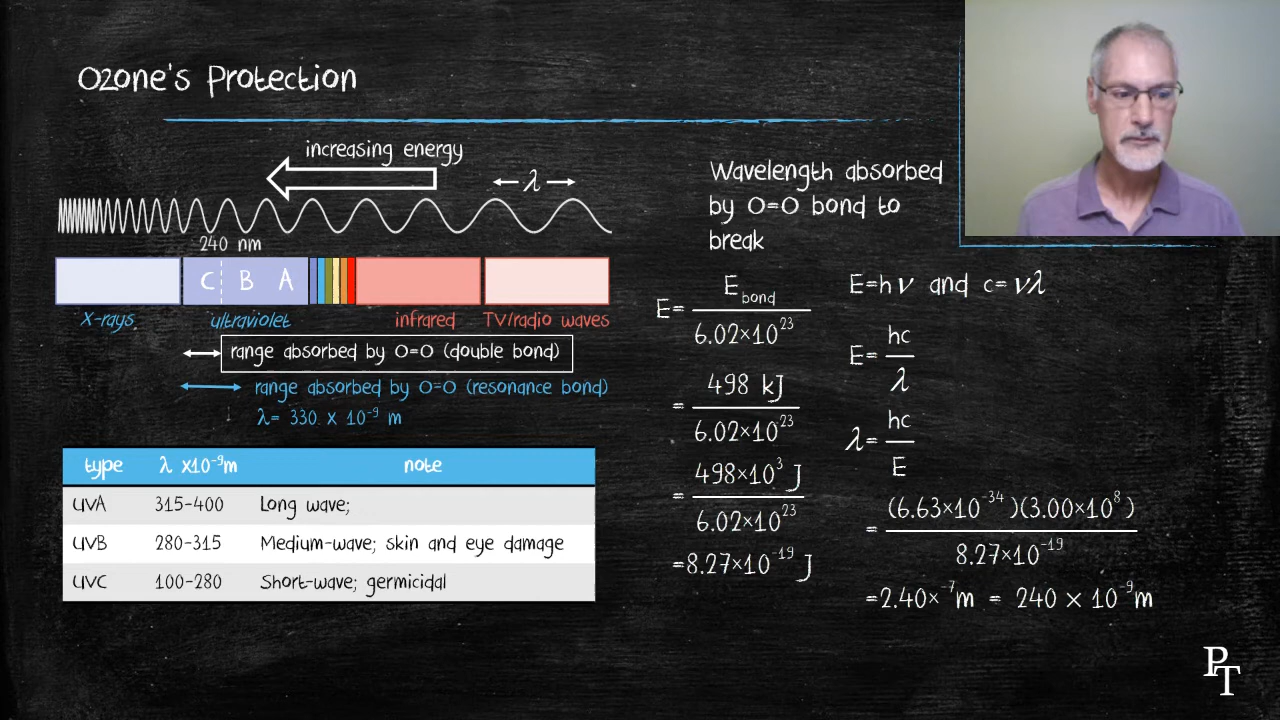 Ozone's Protection
increasing energy
λ
240 nm
C B A
X-rays ultraviolet infrared TV/radio waves
range absorbed by O=O (double bond)
range absorbed by O=O (resonance bond)
λ= 330 x 10⁻⁹ m
type λ x10⁻⁹m note
UVA 315-400 Long wave;
UVB 280-315 Medium-wave; skin and eye damage
UVC 100-280 Short-wave; germicidal
Wavelength absorbed
by O=O bond to
break
E= E bond
6.02×10²³
= 498 kJ
6.02×10²³
= 498×10³ J
6.02×10²³
=8.27×10⁻¹⁹ J
E=hν and c=νλ
E= hc
λ
λ= hc
E
= (6.63×10⁻³⁴)(3.00×10⁸)
8.27×10⁻¹⁹
=2.40×⁻⁷m = 240 × 10⁻⁹m
PT